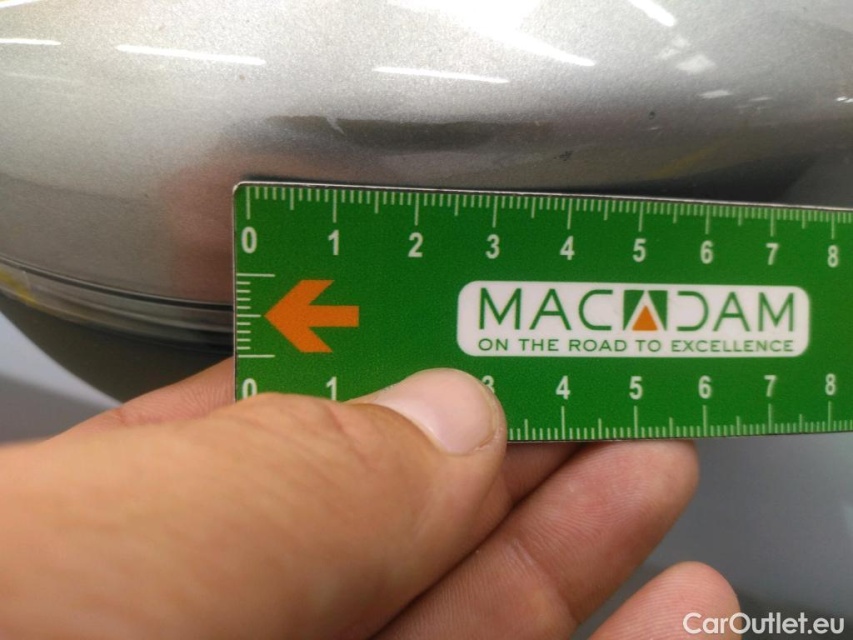 0 1 2 3 4 5 6 7 8
MACADAM
ON THE ROAD TO EXCELLENCE
0 1 3 4 5 6 7 8
CarOutlet.eu